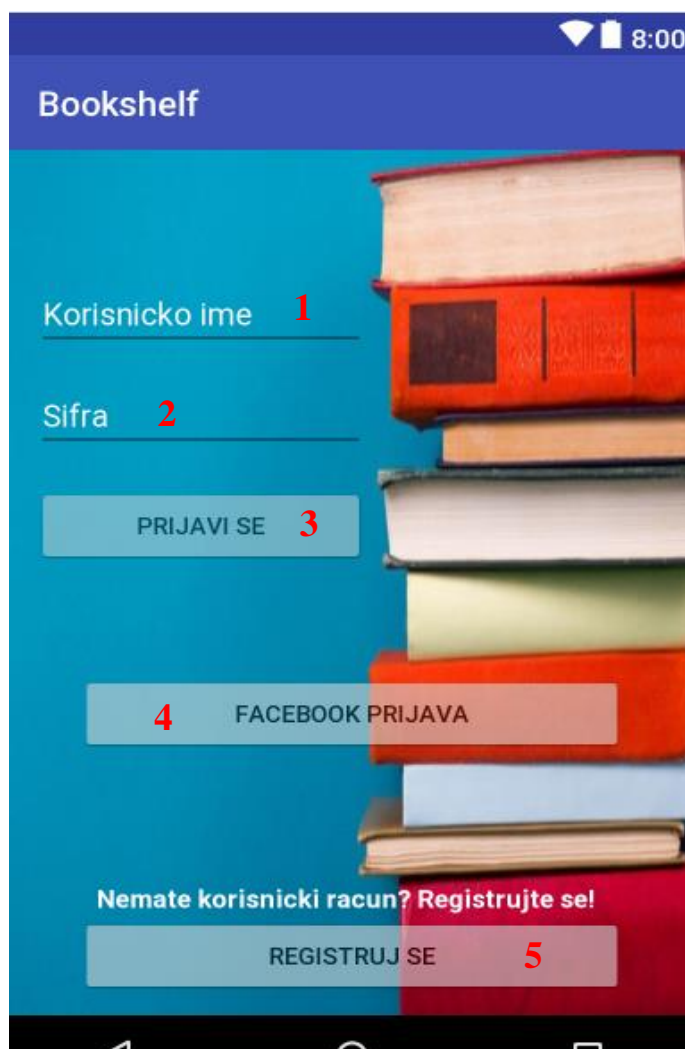 8:00
Bookshelf
Korisnicko ime 1
Sifra 2
PRIJAVI SE 3
4 FACEBOOK PRIJAVA
Nemate korisnicki racun? Registrujte se!
REGISTRUJ SE 5